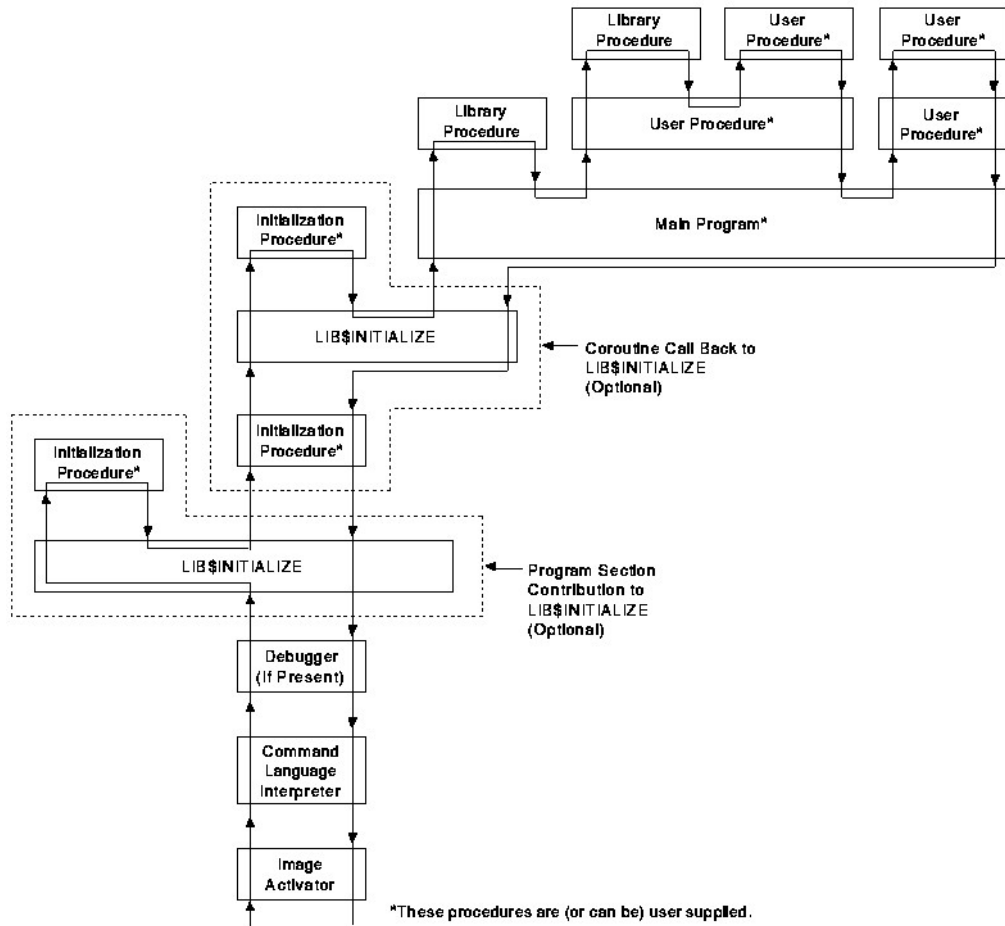 Library
Procedure
User
Procedure*
User
Procedure*
Library
Procedure
User Procedure*
User
Procedure*
Initialization
Procedure*
Main Program*
LIB$INITIALIZE
Coroutine Call Back to
LIB$INITIALIZE
(Optional)
Initialization
Procedure*
Initialization
Procedure*
LIB$INITIALIZE
Program Section
Contribution to
LIB$INITIALIZE
(Optional)
Debugger
(If Present)
Command
Language
Interpreter
Image
Activator
*These procedures are (or can be) user supplied.